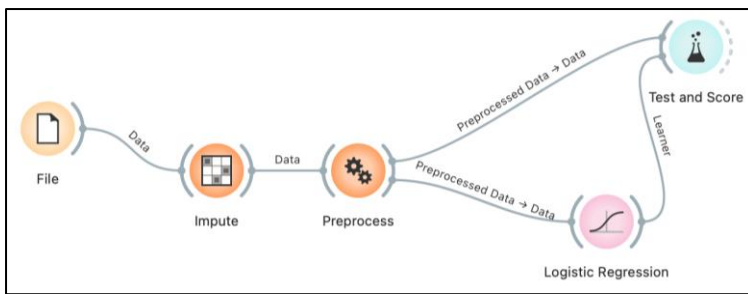 File
Data
Impute
Data
Preprocess
Preprocessed Data → Data
Preprocessed Data → Data
Test and Score
Learner
Logistic Regression